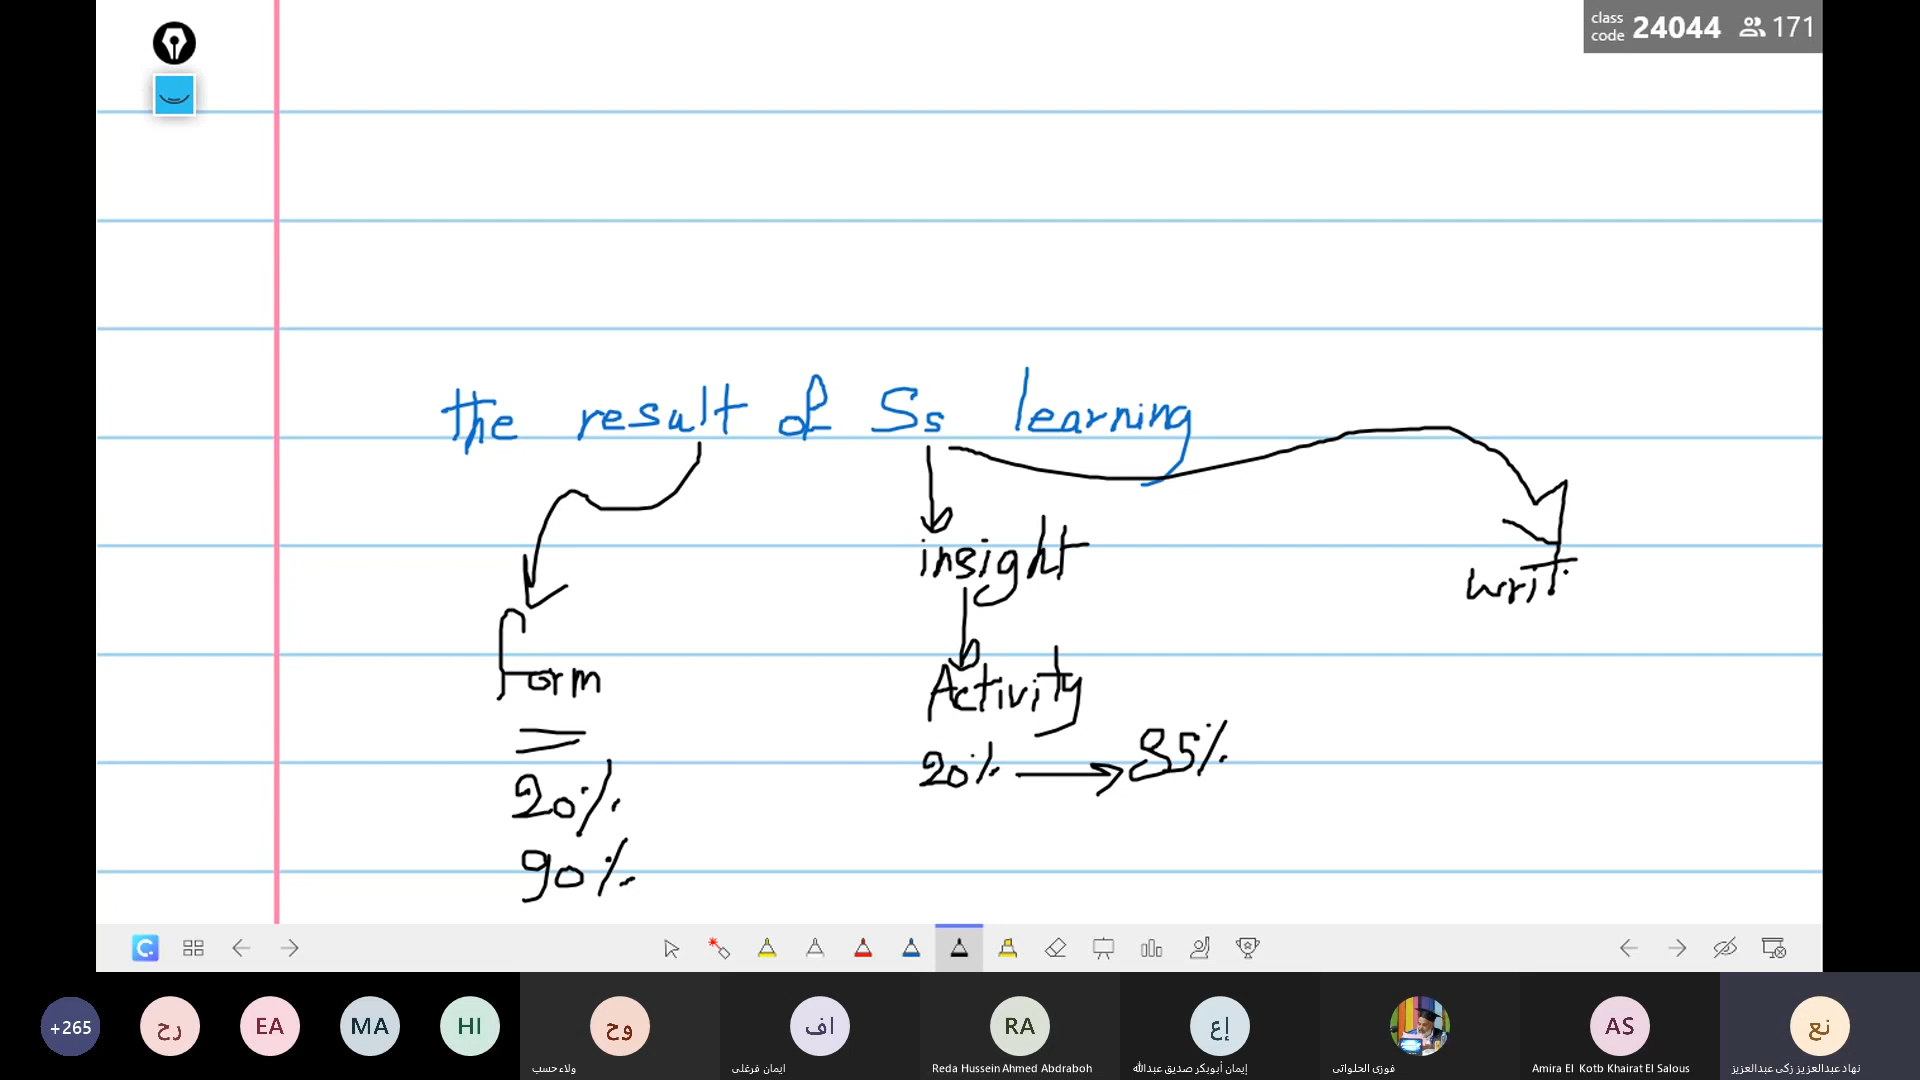 class code 24044 171
the result of Ss learning
insight
writ
Form
Activity
20% → 85%
20%
90%
+265
رح
EA
MA
HI
وح
ولاء حسب
اف
ايمان فرغلى
RA
Reda Hussein Ahmed Abdraboh
إع
إيمان أبوبكر صديق عبدالله
فوزى الحلواتى
AS
Amira El Kotb Khairat El Salous
نع
نهاد عبدالعزيز زكى عبدالعزيز